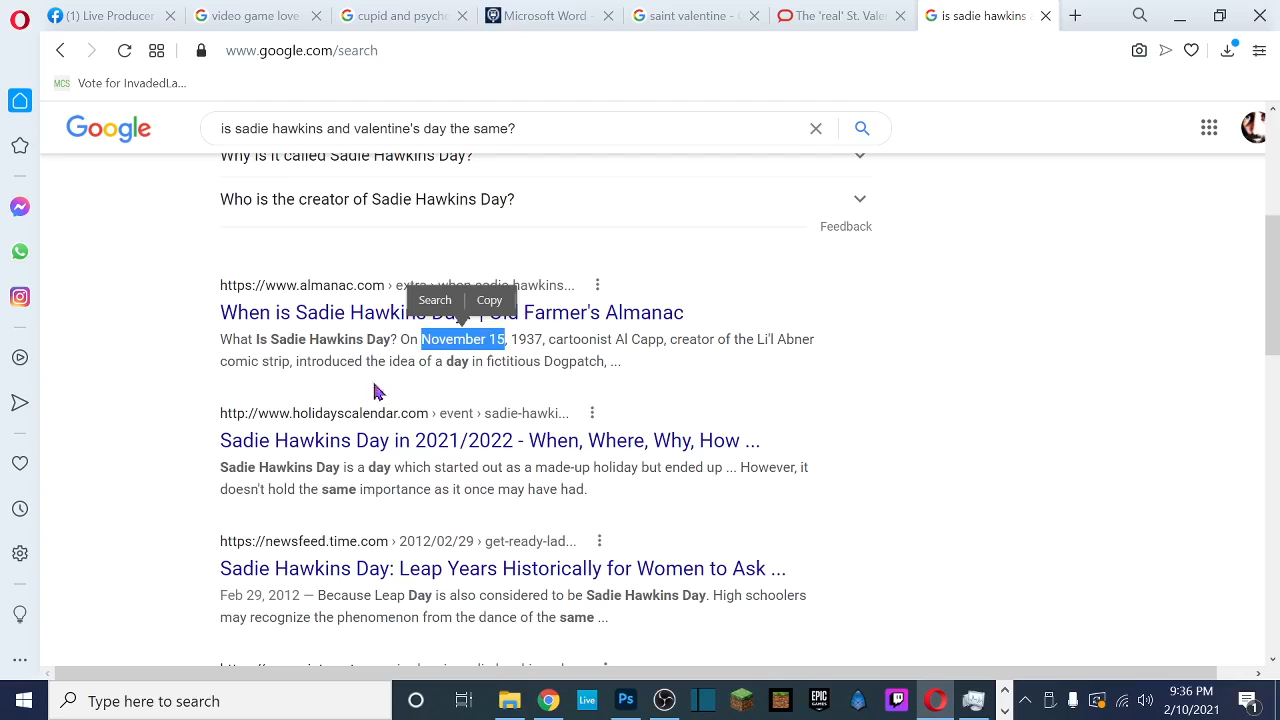 (1) Live Producer
video game love
cupid and psych
Microsoft Word -
saint valentine -
The 'real' St. Vale
is sadie hawkins
www.google.com/search
MCS Vote for InvadedLa...
Google
is sadie hawkins and valentine's day the same?
Why is it called Sadie Hawkins Day?
Who is the creator of Sadie Hawkins Day?
Feedback
https://www.almanac.com › extra › when-sadie-hawkins...
Search Copy
When is Sadie Hawkins Day? | Old Farmer's Almanac
What Is Sadie Hawkins Day? On November 15, 1937, cartoonist Al Capp, creator of the Li'l Abner
comic strip, introduced the idea of a day in fictitious Dogpatch, ...
http://www.holidayscalendar.com › event › sadie-hawki...
Sadie Hawkins Day in 2021/2022 - When, Where, Why, How ...
Sadie Hawkins Day is a day which started out as a made-up holiday but ended up ... However, it
doesn't hold the same importance as it once may have had.
https://newsfeed.time.com › 2012/02/29 › get-ready-lad...
Sadie Hawkins Day: Leap Years Historically for Women to Ask ...
Feb 29, 2012 — Because Leap Day is also considered to be Sadie Hawkins Day. High schoolers
may recognize the phenomenon from the dance of the same ...
Type here to search
Live
Ps
EPIC GAMES
9:36 PM
2/10/2021
1